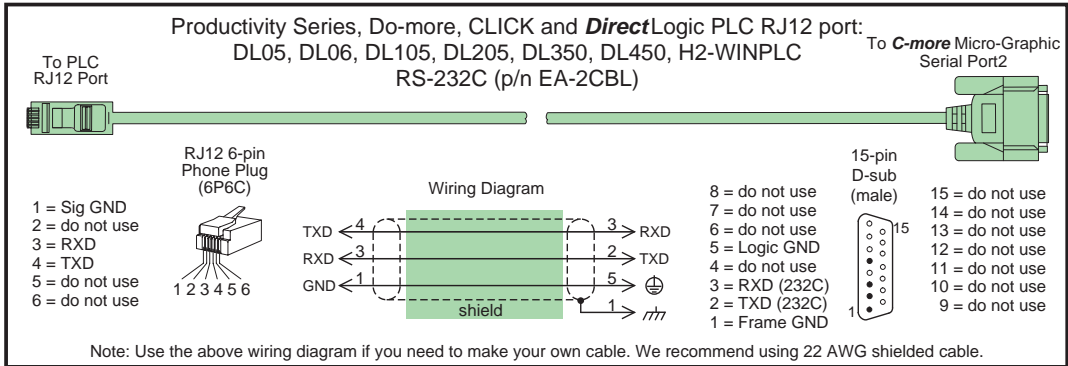 Productivity Series, Do-more, CLICK and DirectLogic PLC RJ12 port:
DL05, DL06, DL105, DL205, DL350, DL450, H2-WINPLC
RS-232C (p/n EA-2CBL)
To PLC
RJ12 Port
To C-more Micro-Graphic
Serial Port2
RJ12 6-pin
Phone Plug
(6P6C)
1 = Sig GND
2 = do not use
3 = RXD
4 = TXD
5 = do not use
6 = do not use
1 2 3 4 5 6
Wiring Diagram
TXD 4 3 RXD
RXD 3 2 TXD
GND 1 5
shield 1
8 = do not use
7 = do not use
6 = do not use
5 = Logic GND
4 = do not use
3 = RXD (232C)
2 = TXD (232C)
1 = Frame GND
15-pin
D-sub
(male)
15
1
15 = do not use
14 = do not use
13 = do not use
12 = do not use
11 = do not use
10 = do not use
9 = do not use
Note: Use the above wiring diagram if you need to make your own cable. We recommend using 22 AWG shielded cable.